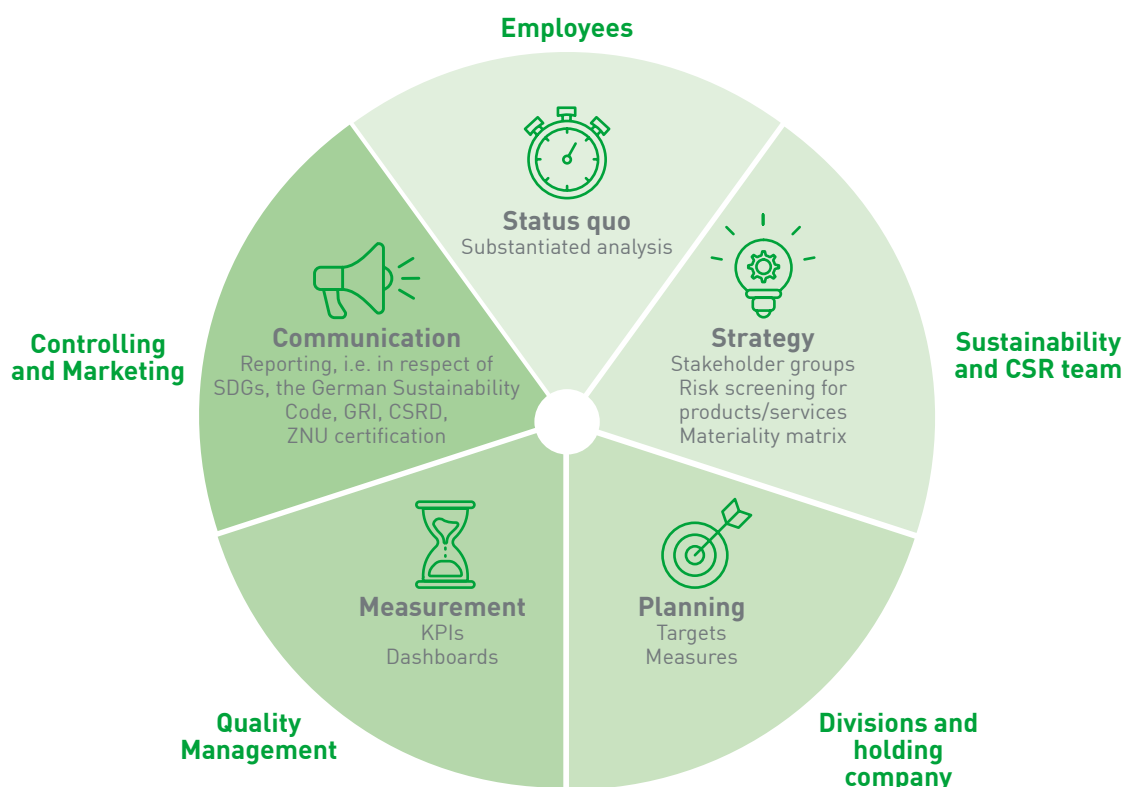 Employees
Status quo
Substantiated analysis
Strategy
Stakeholder groups
Risk screening for
products/services
Materiality matrix
Sustainability
and CSR team
Planning
Targets
Measures
Divisions and
holding
company
Measurement
KPIs
Dashboards
Quality
Management
Communication
Reporting, i.e. in respect of
SDGs, the German Sustainability
Code, GRI, CSRD,
ZNU certification
Controlling
and Marketing